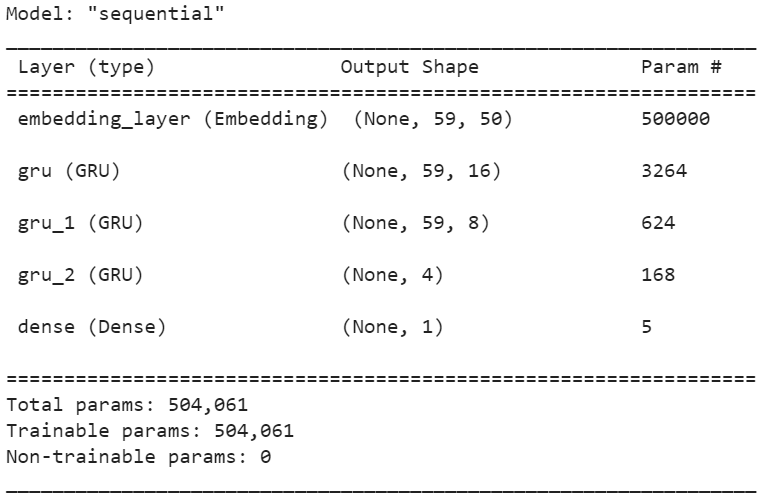 Model: "sequential"
_________________________________________________________________
Layer (type) Output Shape Param #
=================================================================
embedding_layer (Embedding) (None, 59, 50) 500000
gru (GRU) (None, 59, 16) 3264
gru_1 (GRU) (None, 59, 8) 624
gru_2 (GRU) (None, 4) 168
dense (Dense) (None, 1) 5
=================================================================
Total params: 504,061
Trainable params: 504,061
Non-trainable params: 0
_________________________________________________________________